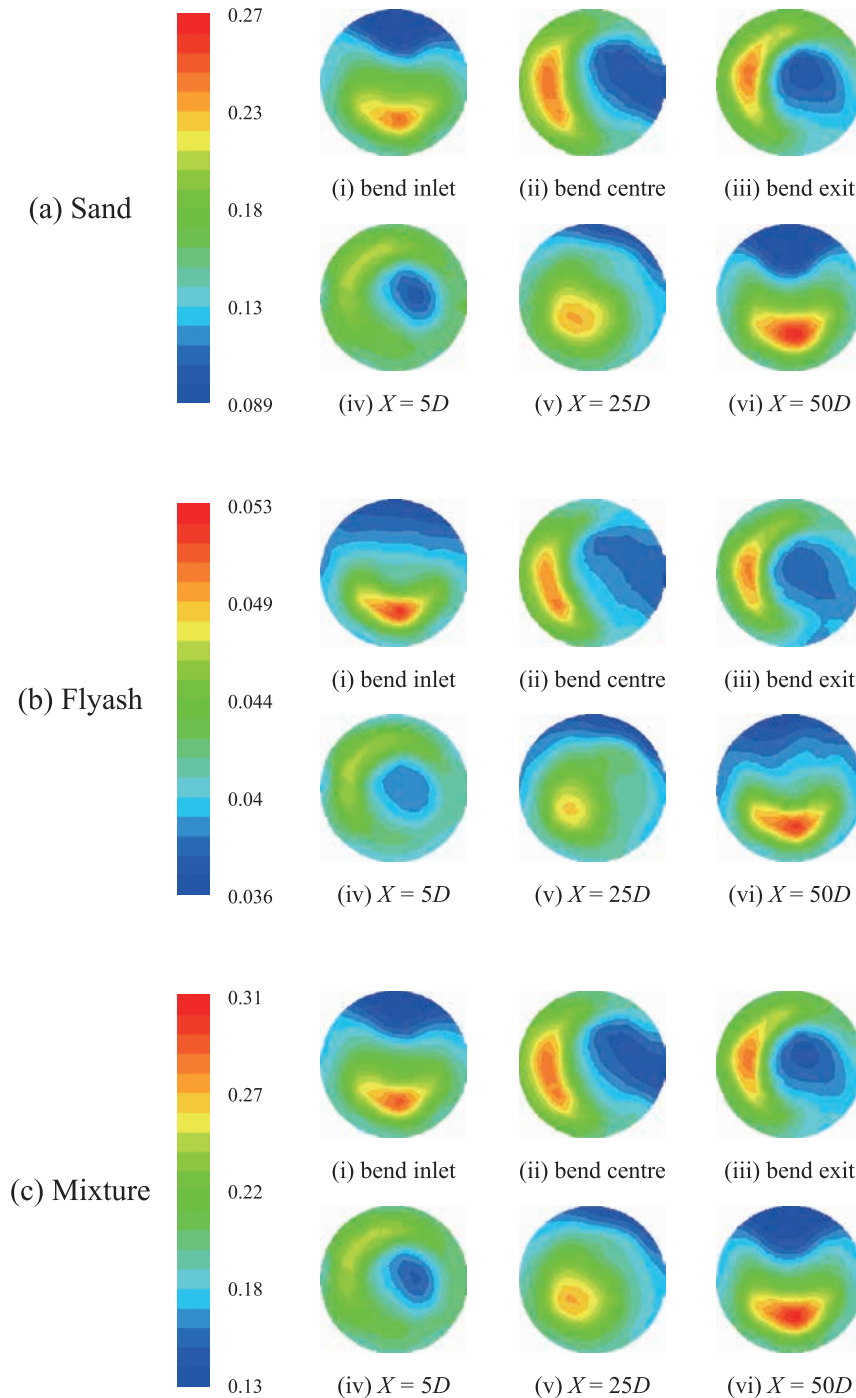 0.27
0.23
(i) bend inlet (ii) bend centre (iii) bend exit
(a) Sand
0.18
0.13
0.089
(iv) X = 5D (v) X = 25D (vi) X = 50D
0.053
0.049
(i) bend inlet (ii) bend centre (iii) bend exit
(b) Flyash
0.044
0.04
0.036
(iv) X = 5D (v) X = 25D (vi) X = 50D
0.31
0.27
(i) bend inlet (ii) bend centre (iii) bend exit
(c) Mixture
0.22
0.18
0.13
(iv) X = 5D (v) X = 25D (vi) X = 50D